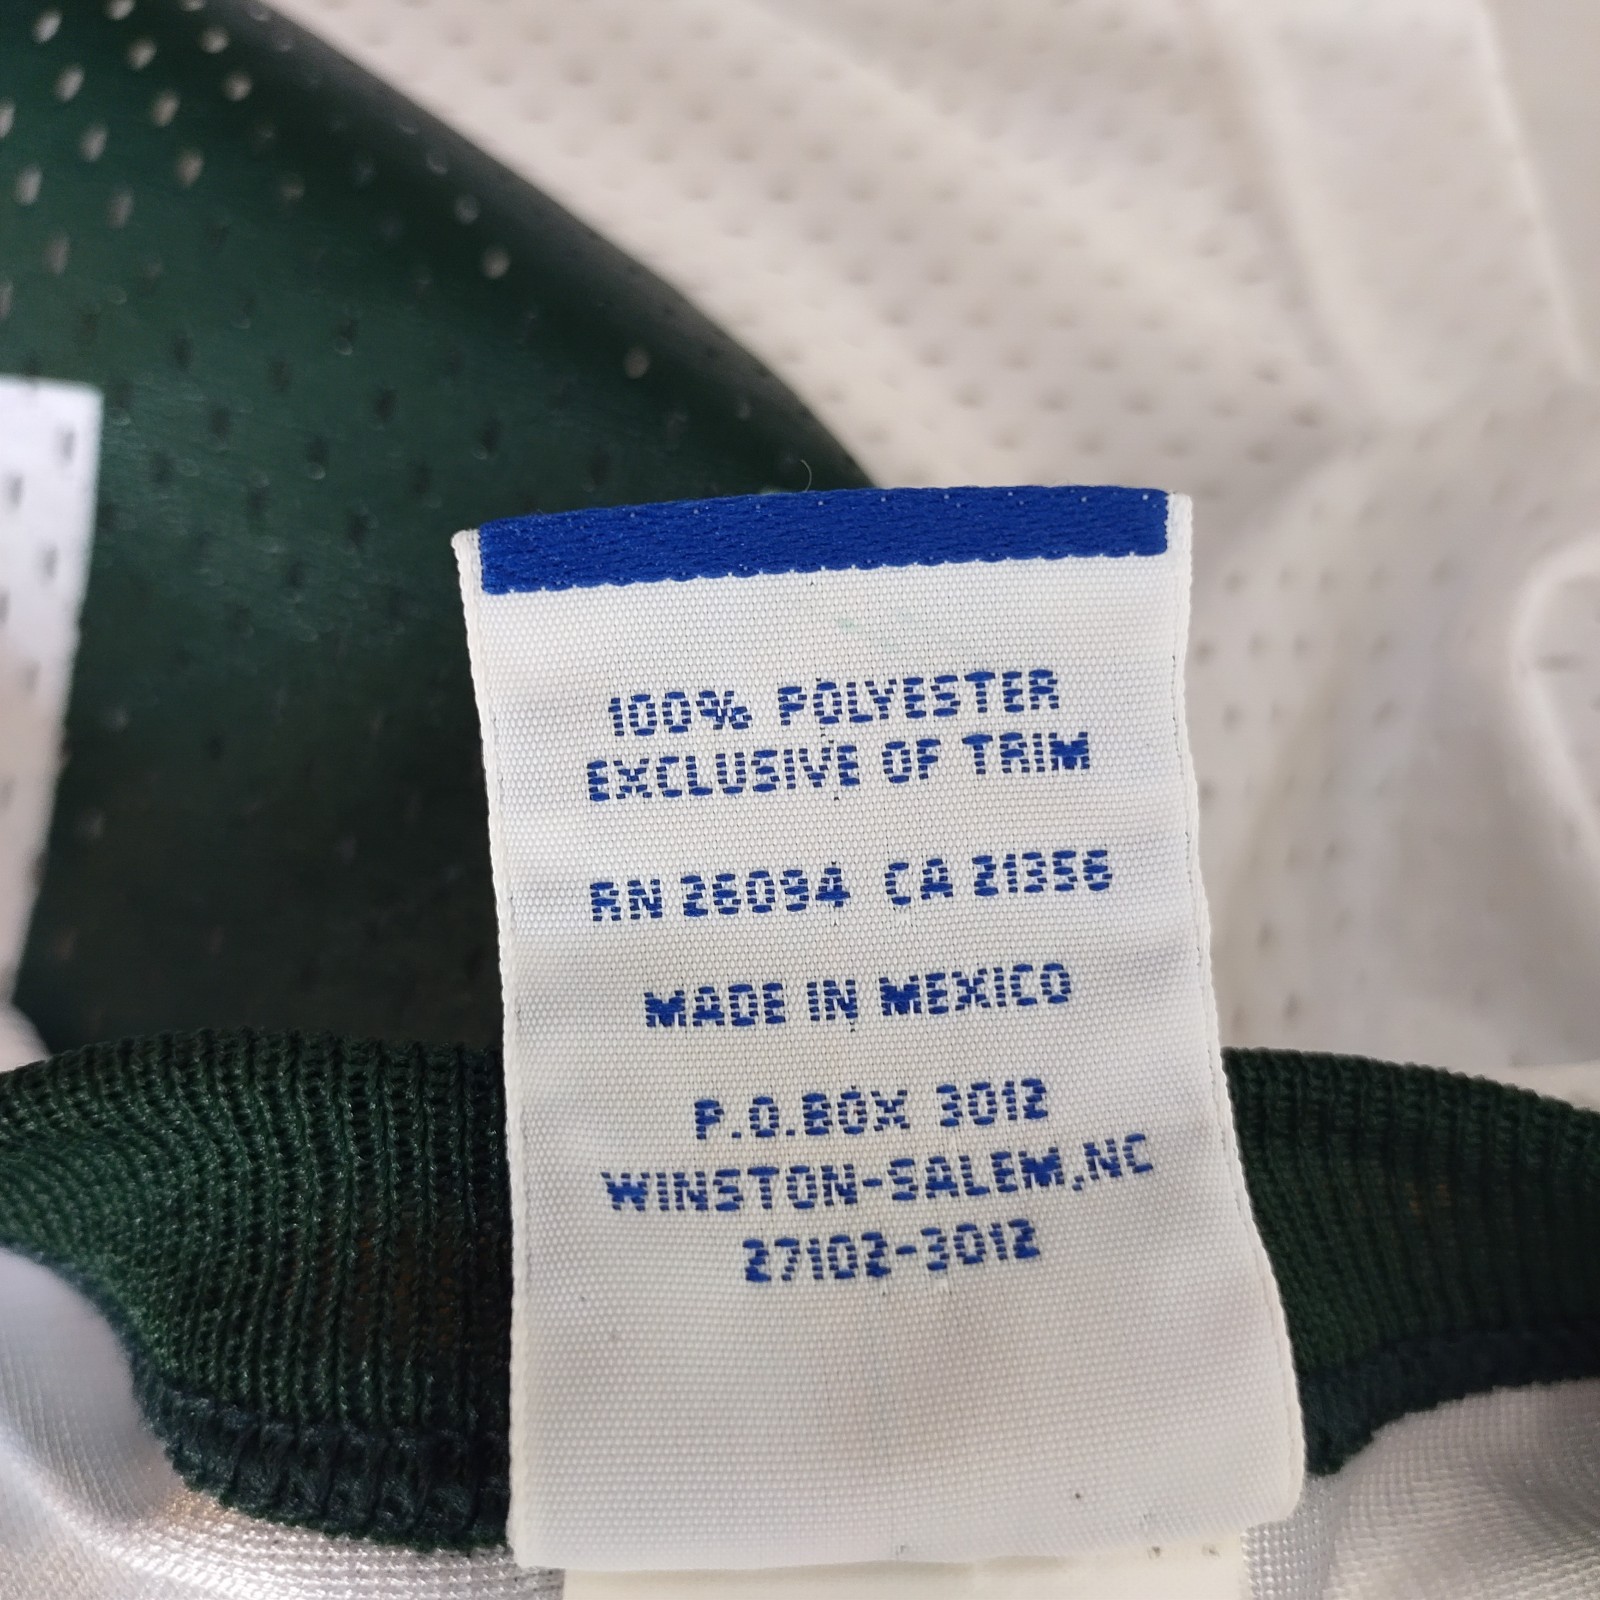 100% POLYESTER
EXCLUSIVE OF TRIM
RN 26094 CA 21356
MADE IN MEXICO
P.O.BOX 3012
WINSTON-SALEM,NC
27102-3012